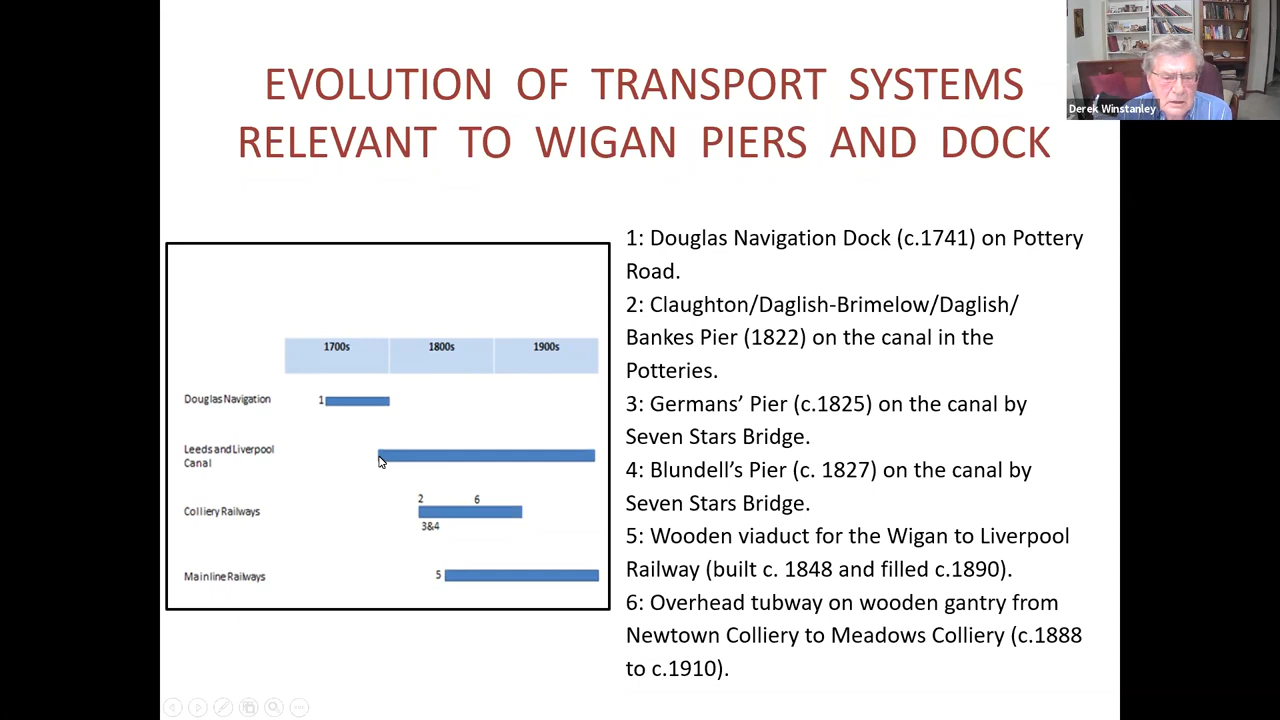 EVOLUTION OF TRANSPORT SYSTEMS
RELEVANT TO WIGAN PIERS AND DOCK
Derek Winstanley
1700s 1800s 1900s
Douglas Navigation 1
Leeds and Liverpool
Canal
2 6
Colliery Railways
3&4
Mainline Railways 5
1: Douglas Navigation Dock (c.1741) on Pottery
Road.
2: Claughton/Daglish-Brimelow/Daglish/
Bankes Pier (1822) on the canal in the
Potteries.
3: Germans’ Pier (c.1825) on the canal by
Seven Stars Bridge.
4: Blundell’s Pier (c. 1827) on the canal by
Seven Stars Bridge.
5: Wooden viaduct for the Wigan to Liverpool
Railway (built c. 1848 and filled c.1890).
6: Overhead tubway on wooden gantry from
Newtown Colliery to Meadows Colliery (c.1888
to c.1910).